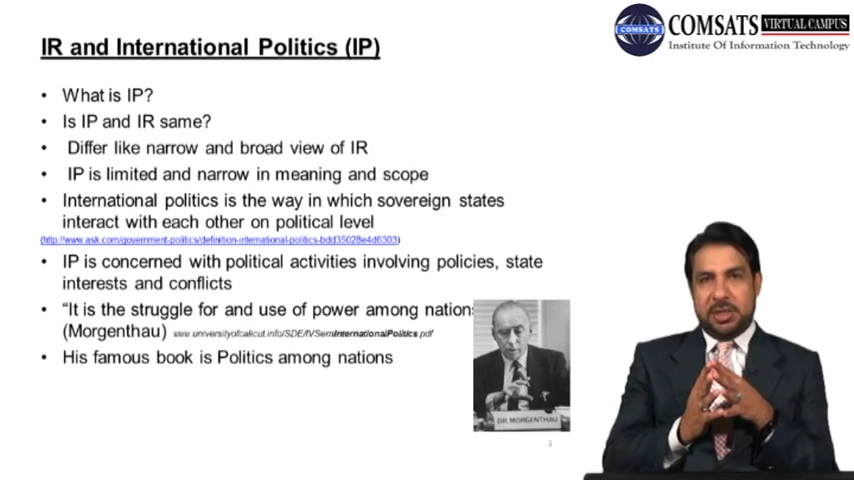 IR and International Politics (IP)
COMSATS VIRTUAL CAMPUS
Institute Of Information Technology
COMSATS
• What is IP?
• Is IP and IR same?
• Differ like narrow and broad view of IR
• IP is limited and narrow in meaning and scope
• International politics is the way in which sovereign states
interact with each other on political level
(http://www.ask.com/government-politics/definition-international-politics-bdd35028e4d6303)
• IP is concerned with political activities involving policies, state
interests and conflicts
• “It is the struggle for and use of power among nations
(Morgenthau) www.universityofcalicut.info/SDE/IVSemInternationalPolitics.pdf
• His famous book is Politics among nations
DR MORGENTHAU
3